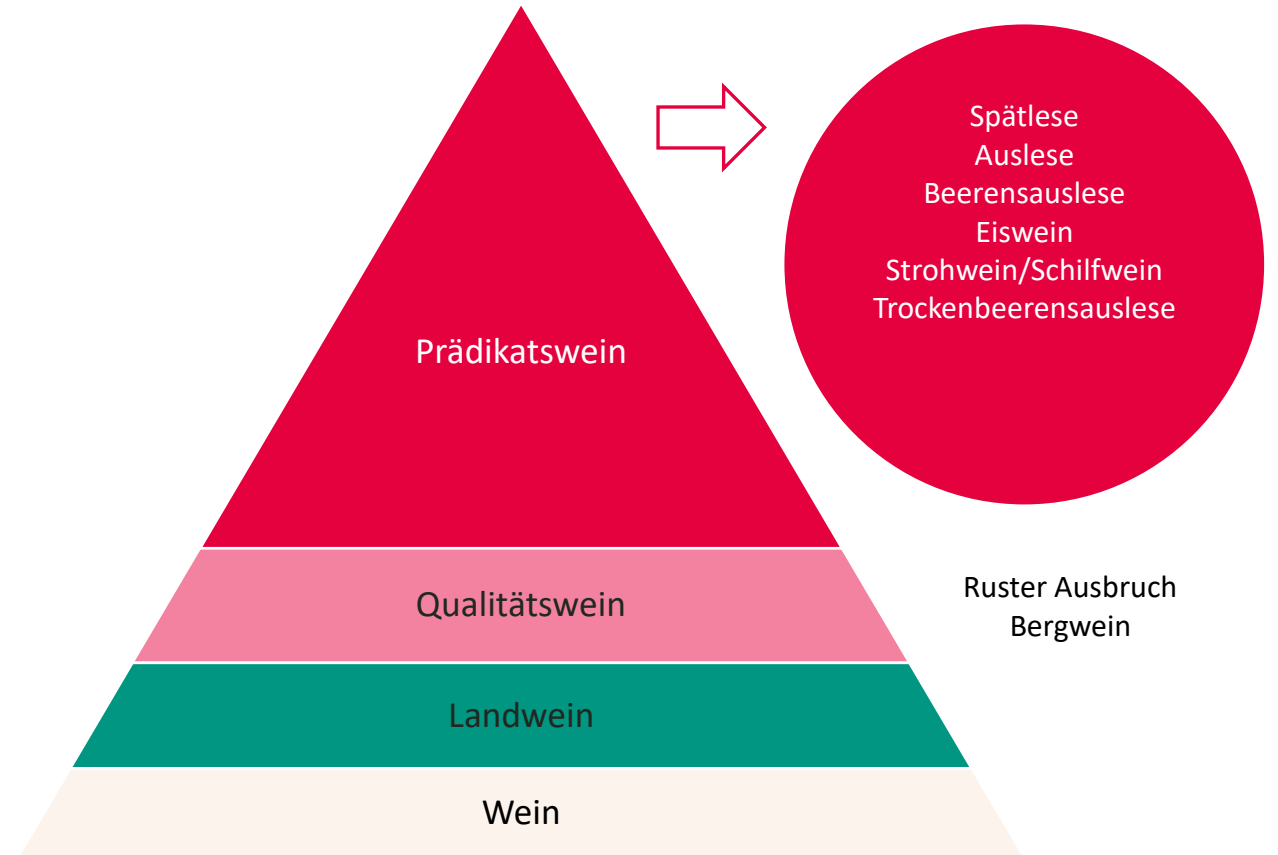 Spätlese
Auslese
Beerensauslese
Eiswein
Strohwein/Schilfwein
Trockenbeerensauslese
Prädikatswein
Qualitätswein
Ruster Ausbruch
Bergwein
Landwein
Wein